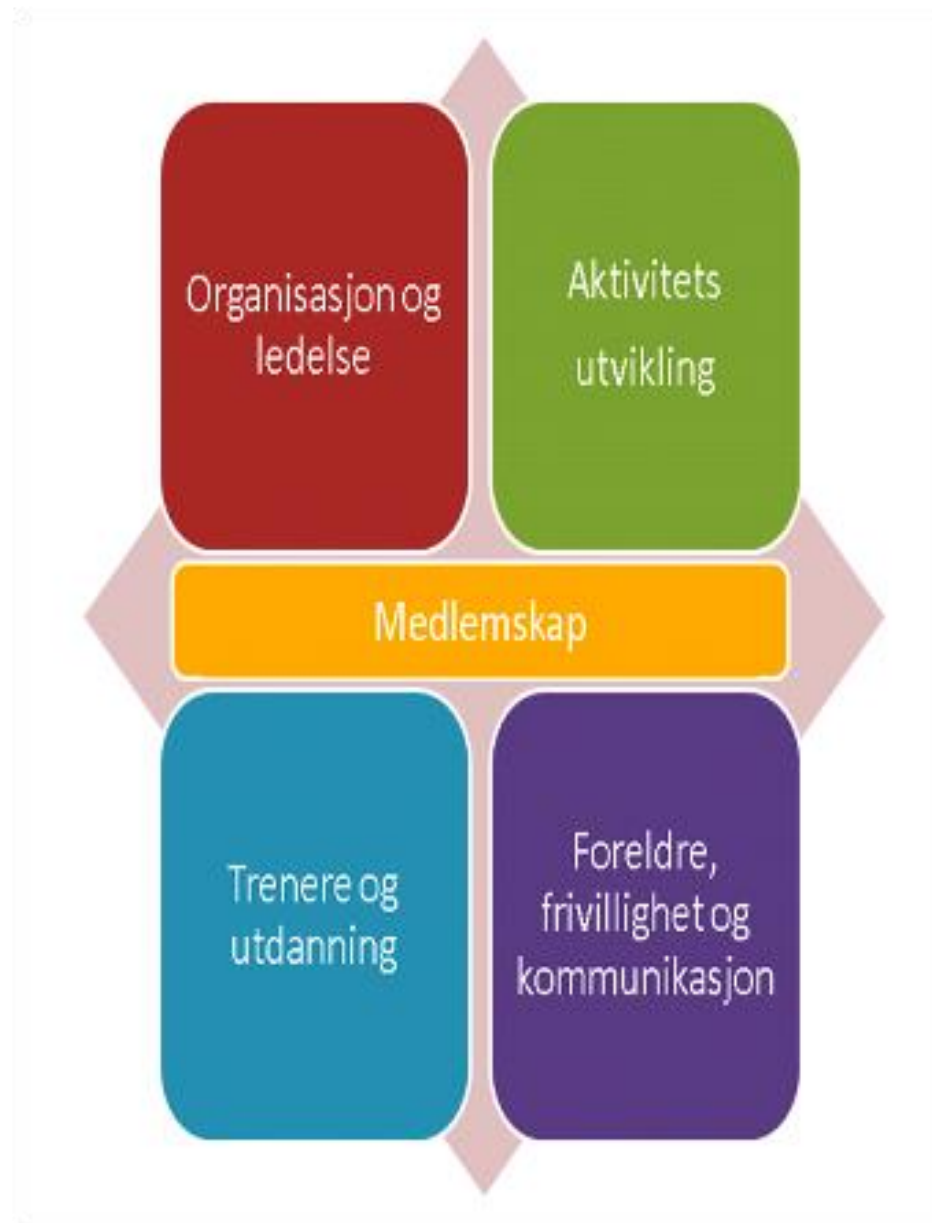 Organisasjon og
ledelse
Aktivitets
utvikling
Medlemskap
Trenere og
utdanning
Foreldre,
frivillighet og
kommunikasjon